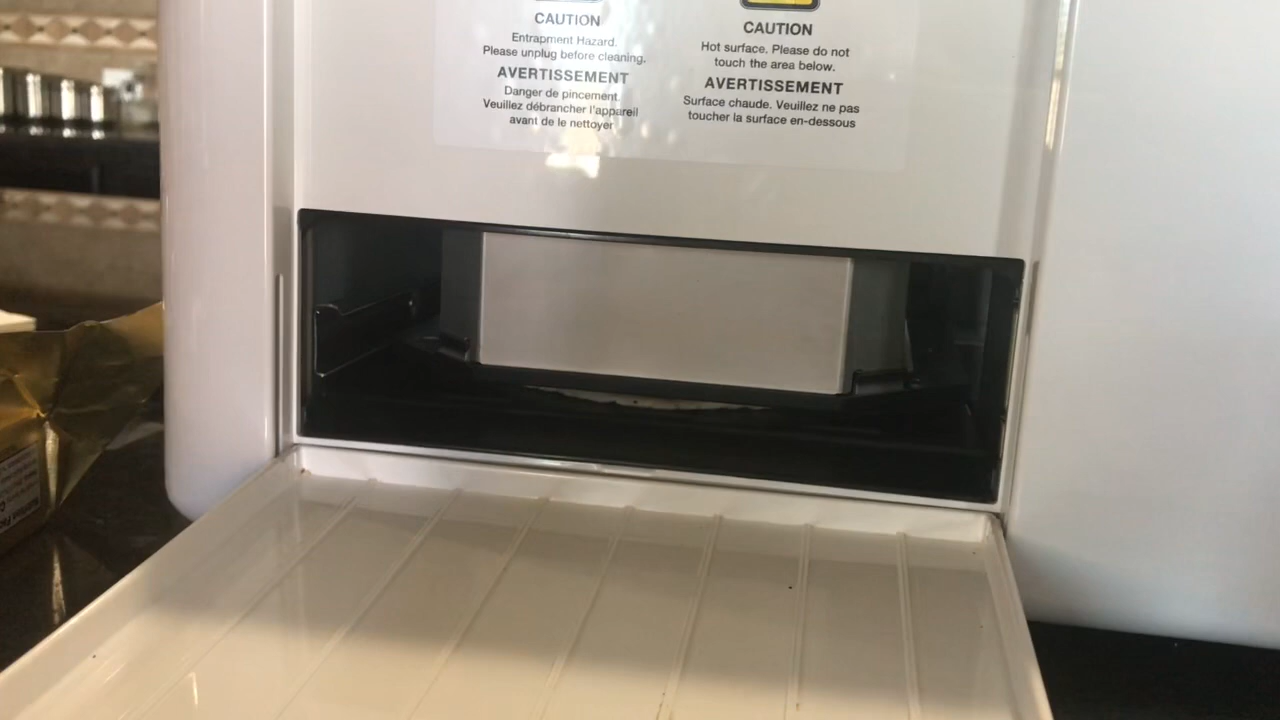 CAUTION
Entrapment Hazard.
Please unplug before cleaning.
AVERTISSEMENT
Danger de pincement.
Veuillez débrancher l'appareil
avant de le nettoyer
CAUTION
Hot surface. Please do not
touch the area below.
AVERTISSEMENT
Surface chaude. Veuillez ne pas
toucher la surface en-dessous